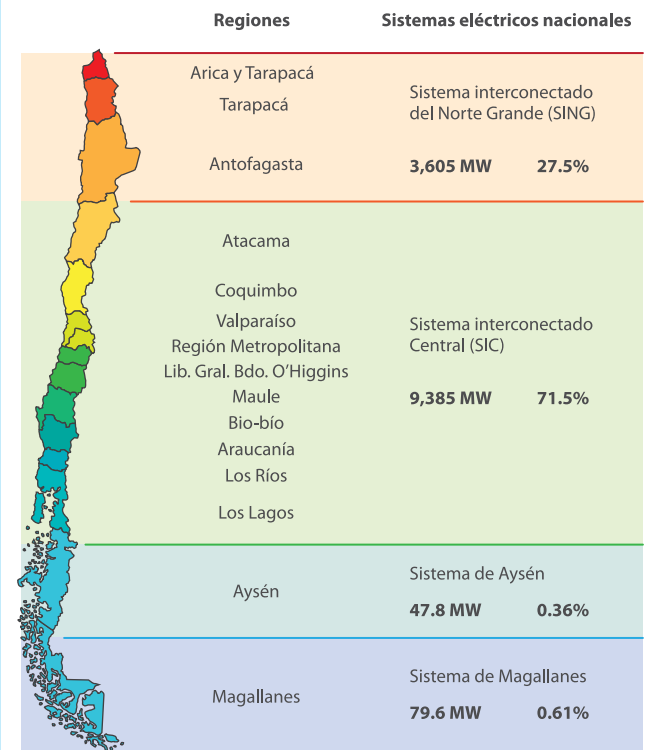 Regiones
Sistemas eléctricos nacionales
Arica y Tarapacá
Tarapacá
Antofagasta
Sistema interconectado
del Norte Grande (SING)
3,605 MW 27.5%
Atacama
Coquimbo
Valparaíso
Región Metropolitana
Lib. Gral. Bdo. O’Higgins
Maule
Bio-bío
Araucanía
Los Ríos
Los Lagos
Sistema interconectado
Central (SIC)
9,385 MW 71.5%
Aysén
Sistema de Aysén
47.8 MW 0.36%
Magallanes
Sistema de Magallanes
79.6 MW 0.61%